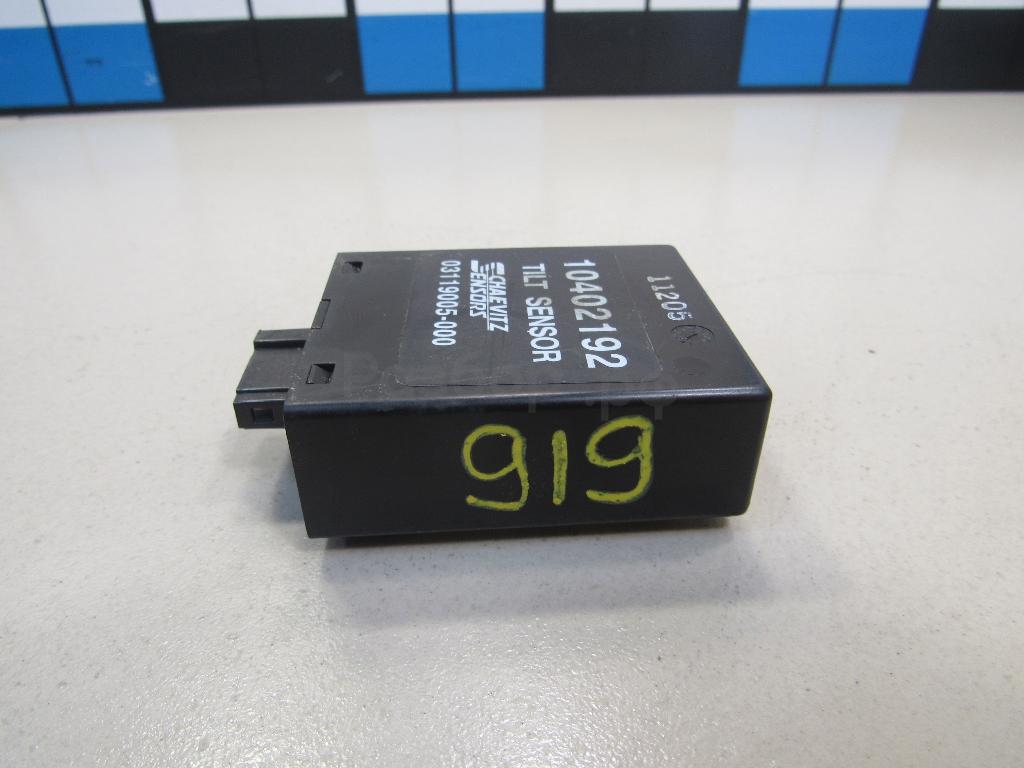 11205
10402192
TILT SENSOR
SCHAEVITZ
SENSORS
03119005-000
919